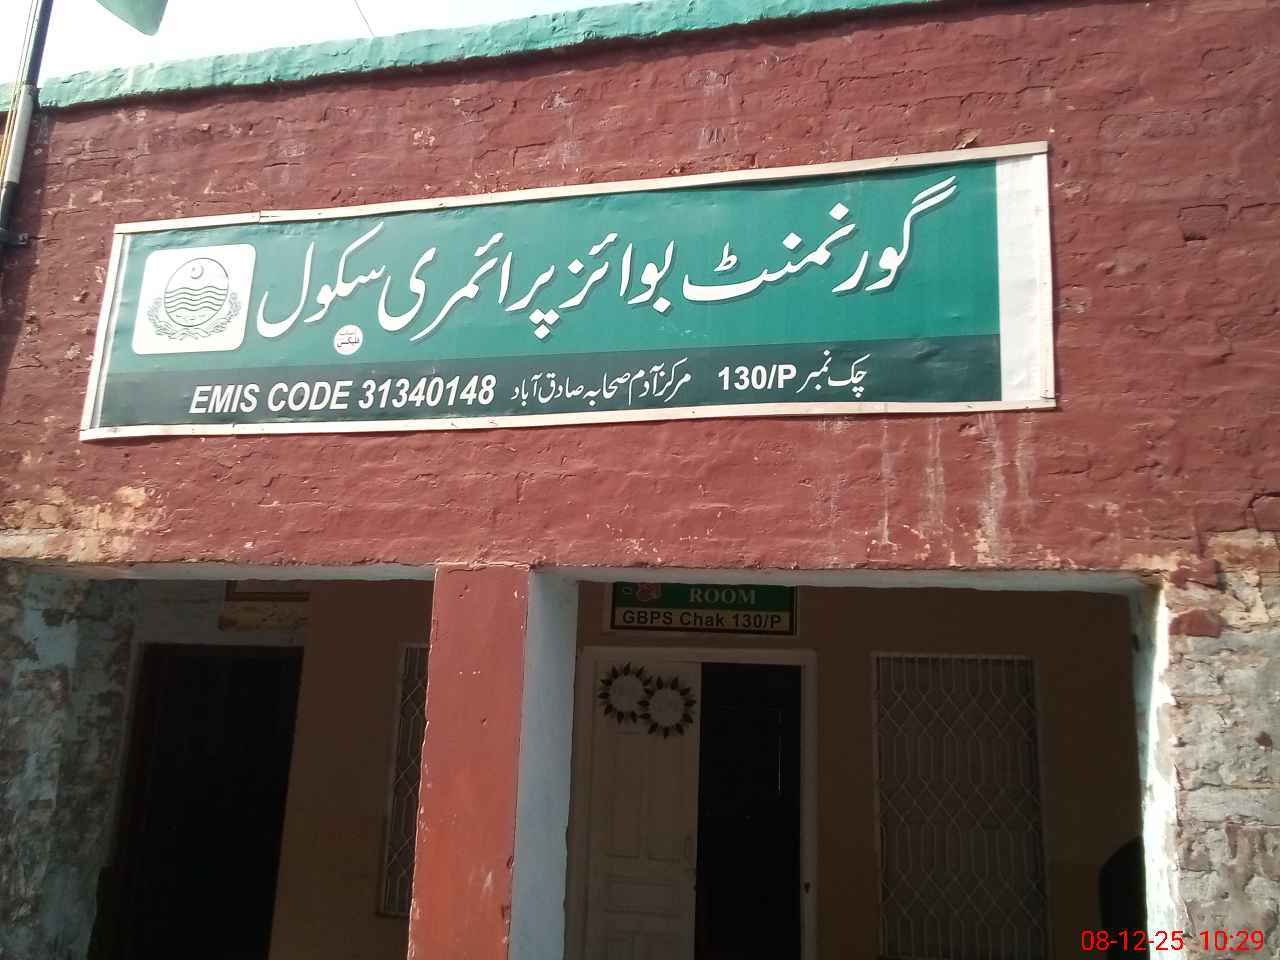 گورنمنٹ بوائز پرائمری سکول
چک نمبر 130/P مرکز آدم صحابہ صادق آباد EMIS CODE 31340148
ROOM
GBPS Chak 130/P
08-12-25 10:29